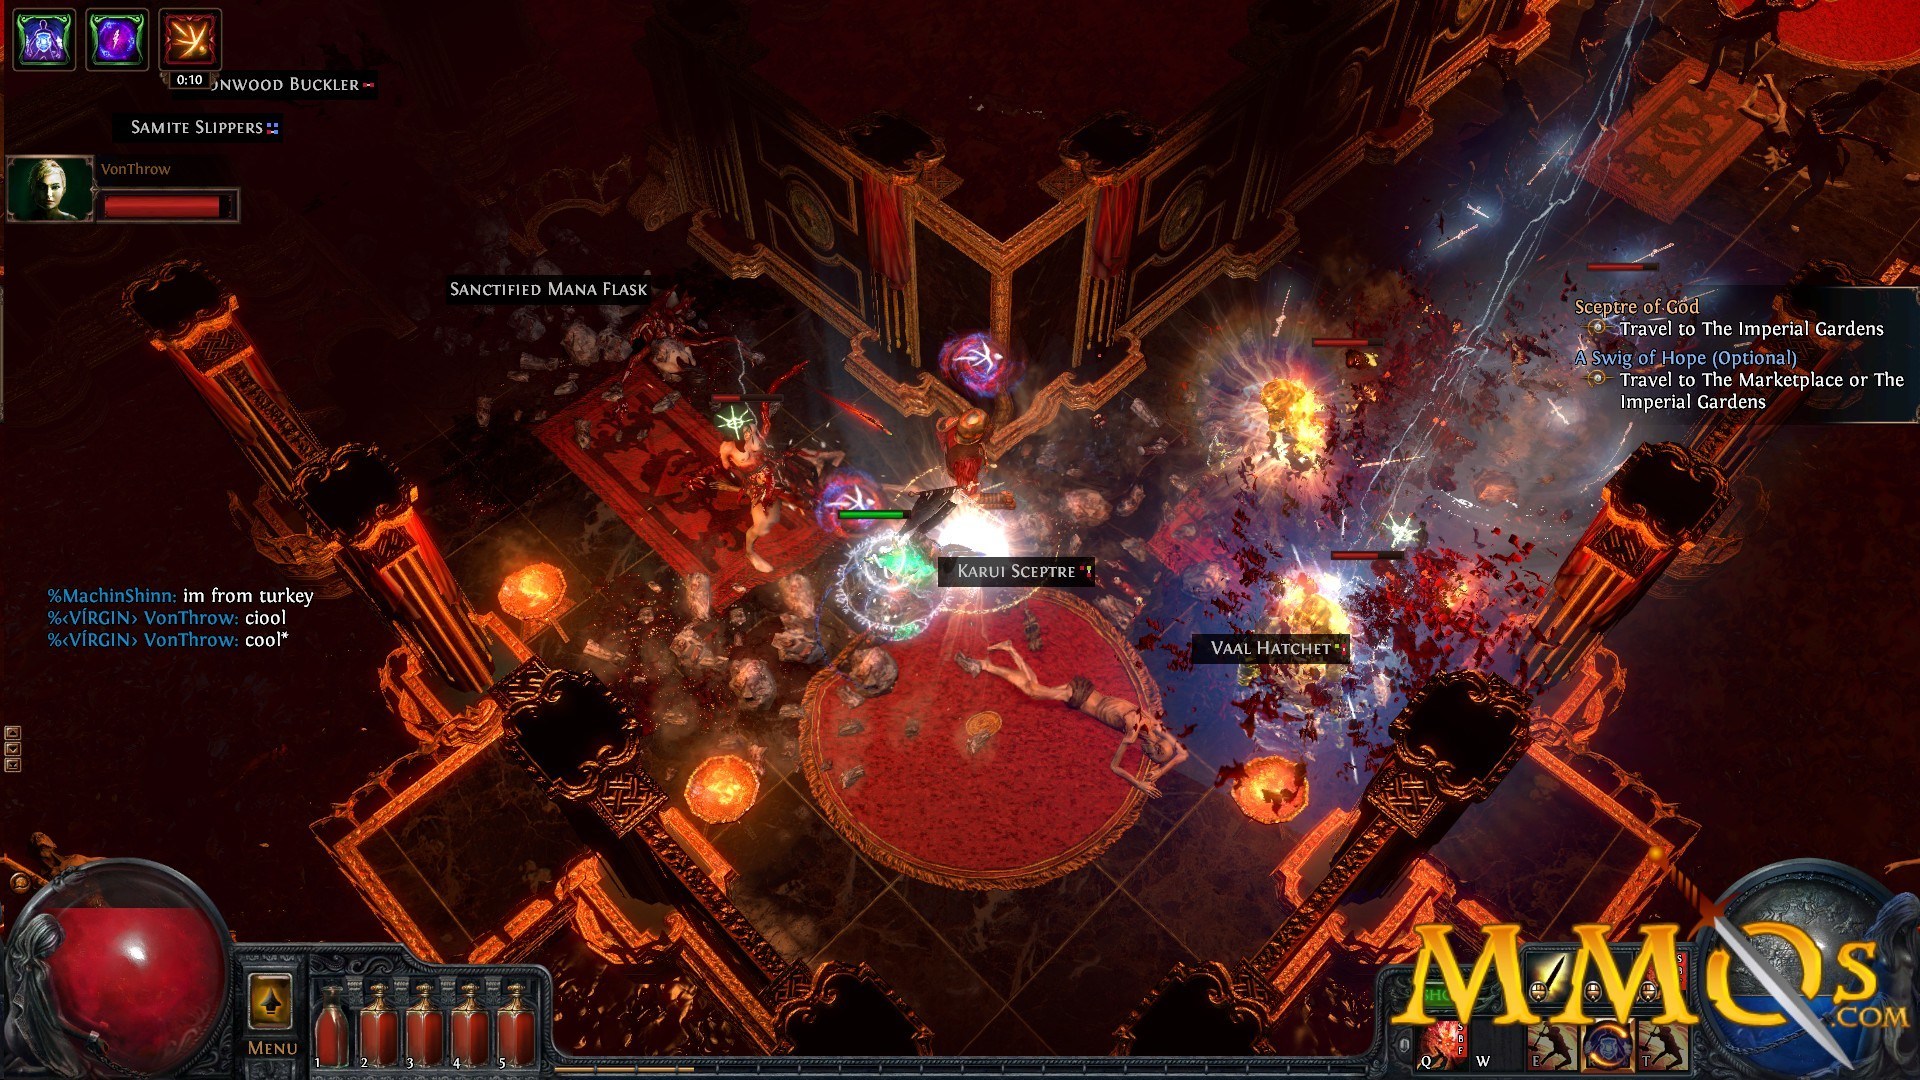 0:10
ONWOOD BUCKLER
SAMITE SLIPPERS
VonThrow
SANCTIFIED MANA FLASK
Sceptre of God
Travel to The Imperial Gardens
A Swig of Hope (Optional)
Travel to The Marketplace or The
Imperial Gardens
KARUI SCEPTRE
%MachinShinn: im from turkey
%<VÍRGIN> VonThrow: ciool
%<VÍRGIN> VonThrow: cool*
VAAL HATCHET
MENU
1 2 3 4 5
Q W E T
MMOs
.COM